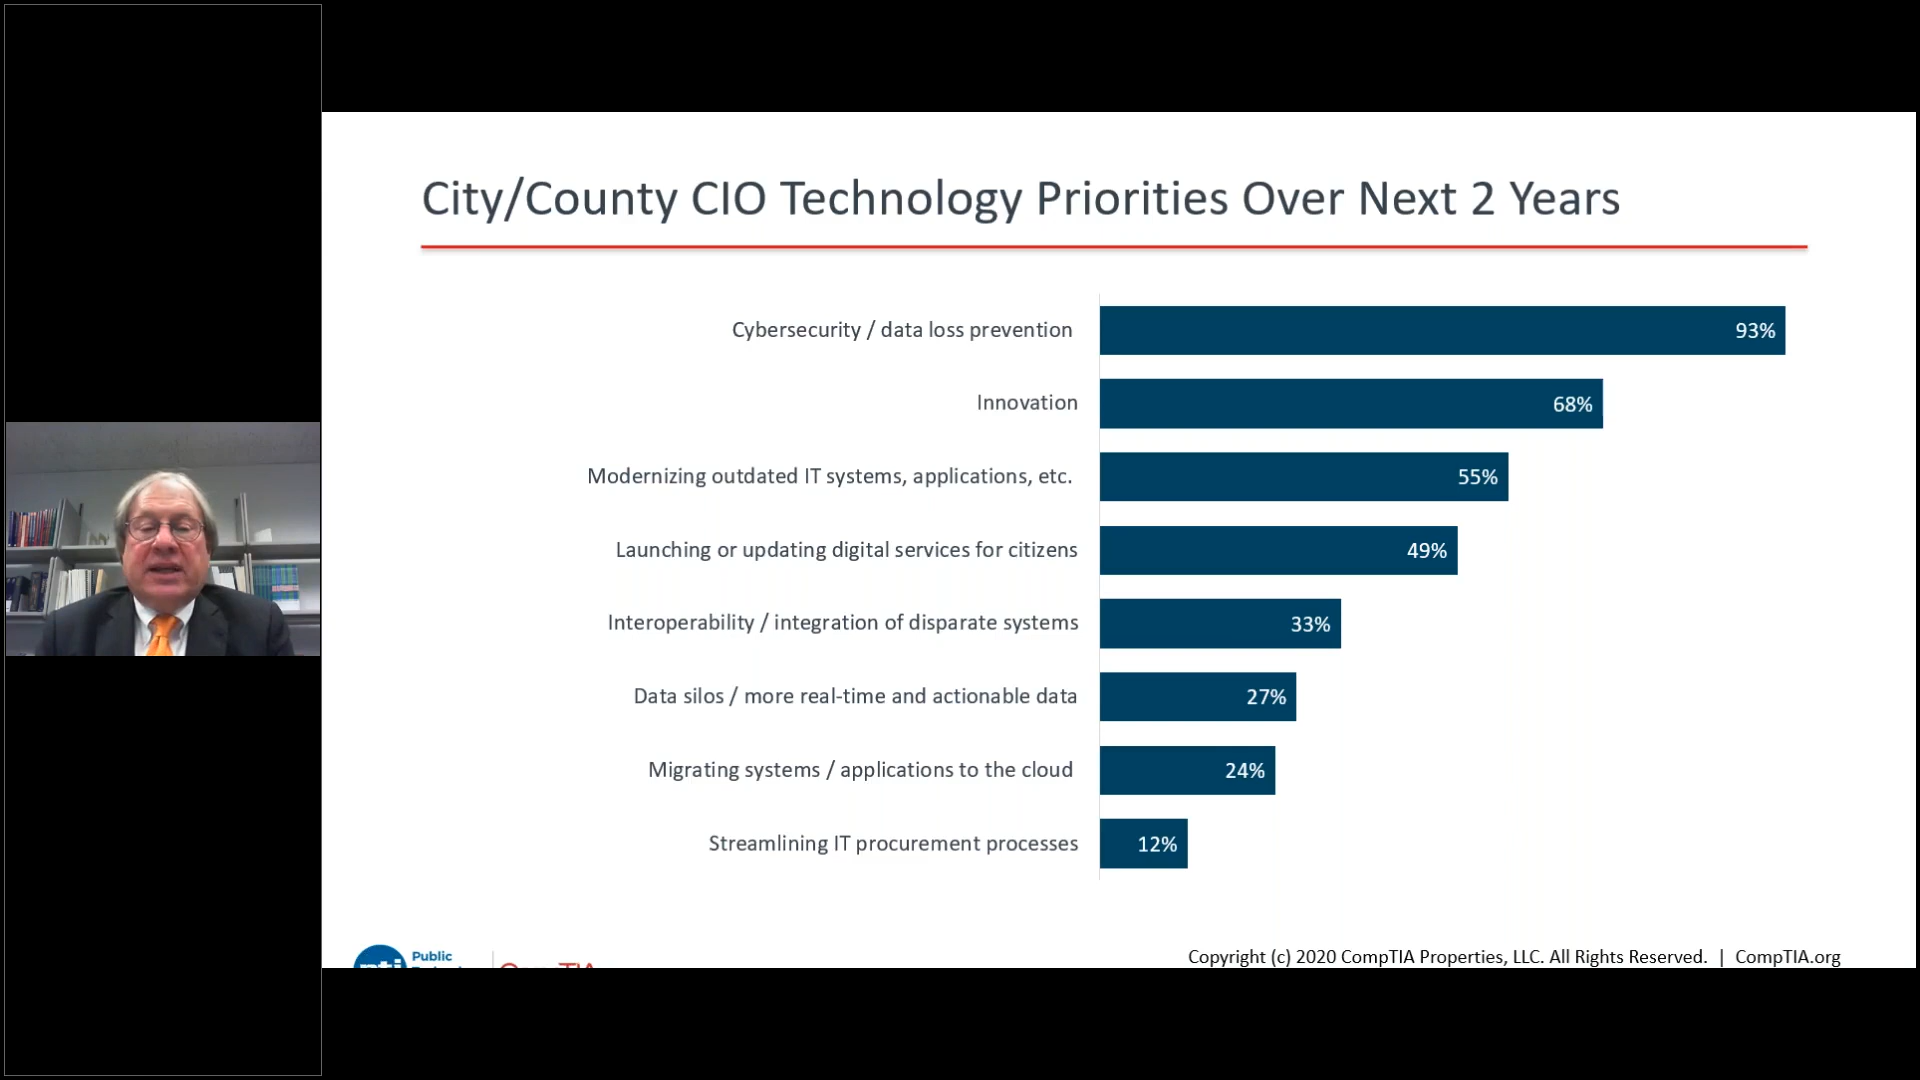 City/County CIO Technology Priorities Over Next 2 Years
Cybersecurity / data loss prevention 93%
Innovation 68%
Modernizing outdated IT systems, applications, etc. 55%
Launching or updating digital services for citizens 49%
Interoperability / integration of disparate systems 33%
Data silos / more real-time and actionable data 27%
Migrating systems / applications to the cloud 24%
Streamlining IT procurement processes 12%
Public
Copyright (c) 2020 CompTIA Properties, LLC. All Rights Reserved. | CompTIA.org